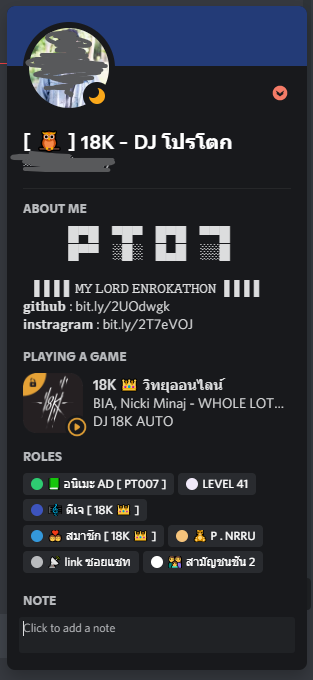 [ 🦉 ] 18K - DJ โปรโตก
ABOUT ME
PT07
▌▌▌▌ MY LORD ENROKATHON ▌▌▌▌
github : bit.ly/2UOdwgk
instragram : bit.ly/2T7eVOJ
PLAYING A GAME
18K 👑 วิทยุออนไลน์
BIA, Nicki Minaj - WHOLE LOT...
DJ 18K AUTO
ROLES
📗 อนิเมะ AD [ PT007 ] LEVEL 41
🎼 ดีเจ [ 18K 👑 ]
💏 สมาชิก [ 18K 👑 ] 🧸 P . NRRU
📡 link ซอยแชท 👫 สามัญชนชั้น 2
NOTE
Click to add a note